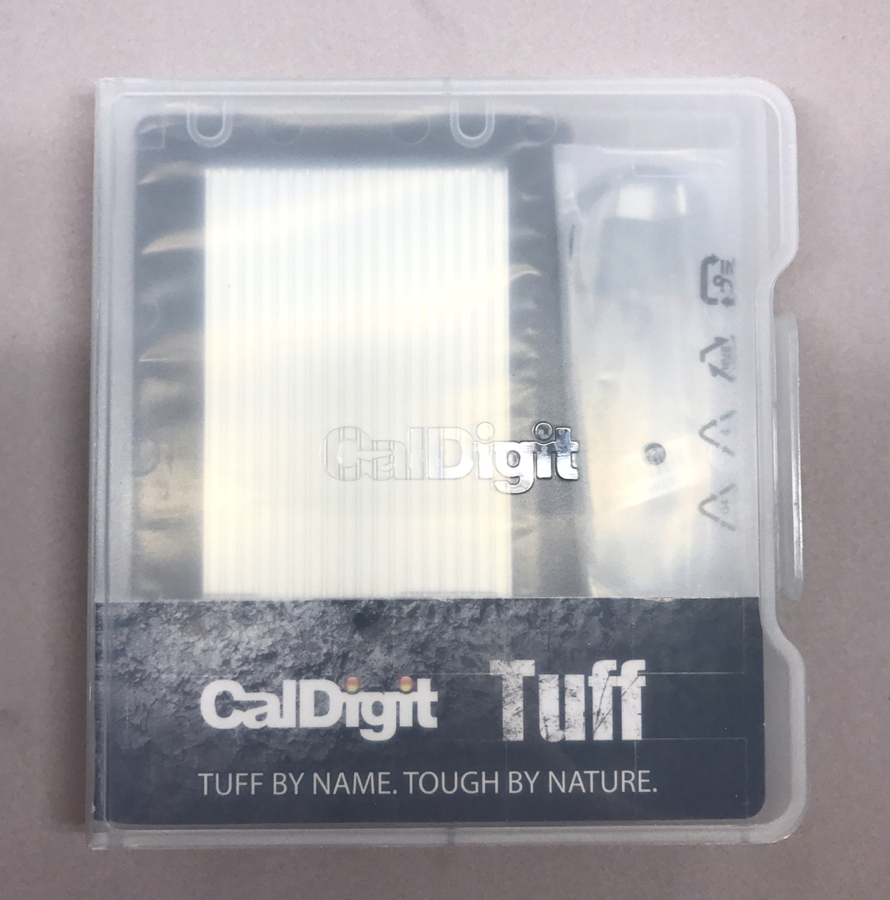 CalDigit
CalDigit Tuff
TUFF BY NAME. TOUGH BY NATURE.